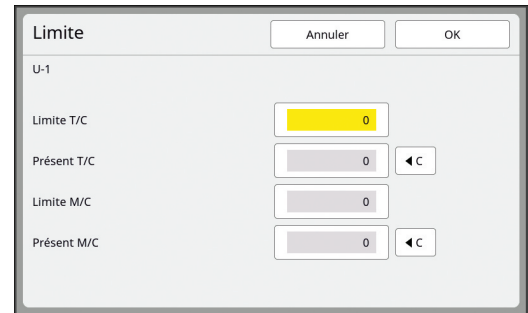 Limite Annuler OK
U-1
Limite T/C 0
Présent T/C 0 ◀C
Limite M/C 0
Présent M/C 0 ◀C